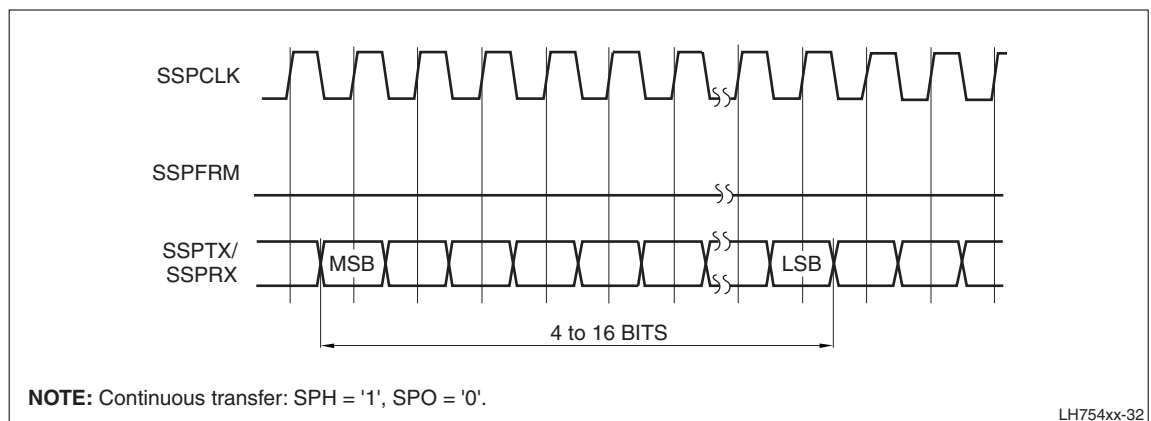 SSPCLK
SSPFRM
SSPTX/
SSPRX
MSB
LSB
4 to 16 BITS
NOTE: Continuous transfer: SPH = '1', SPO = '0'.
LH754xx-32